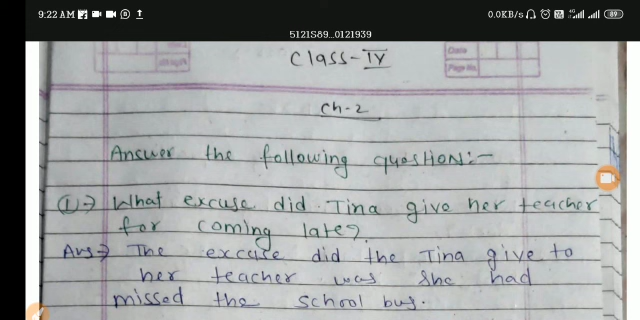 9:22 AM
0.0KB/s
89
5121S89...0121939
Class-IV
Date
Page No.
Ch-2
Answer the following question:-
(1)→ What excuse did Tina give her teacher
for coming late?
Ans→ The excuse did the Tina give to
her teacher was she had
missed the school bus.